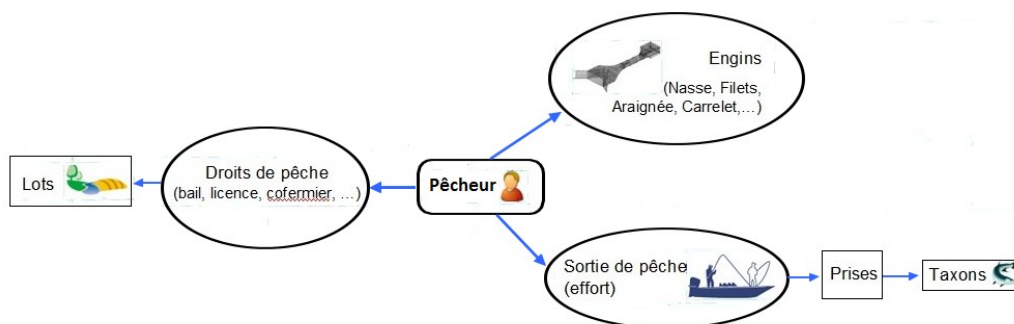 Engins
(Nasse, Filets,
Araignée, Carrelet,…)
Droits de pêche
(bail, licence, cofermier, …)
Lots
Pêcheur
Sortie de pêche
(effort)
Prises
Taxons